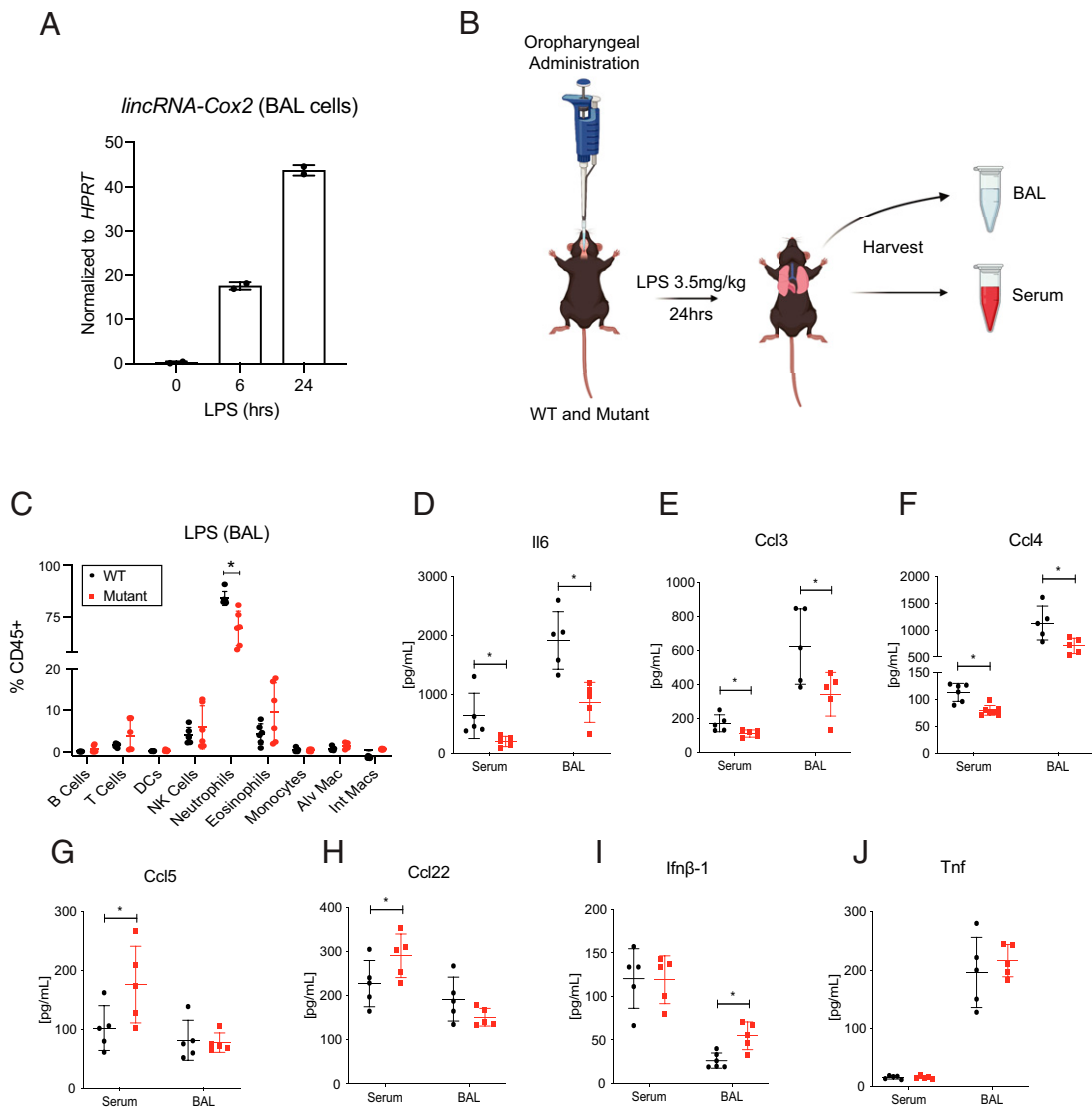 A
lincRNA-Cox2 (BAL cells)
Normalized to HPRT
50
40
30
20
10
0
0
6
24
LPS (hrs)
B
Oropharyngeal
Administration
WT and Mutant
LPS 3.5mg/kg
24hrs
Harvest
BAL
Serum
C
LPS (BAL)
WT
Mutant
*
% CD45+
100
75
20
10
0
B Cells
T Cells
DCs
NK Cells
Neutrophils
Eosinophils
Monocytes
Alv Mac
Int Macs
D
Il6
[pg/mL]
3000
2000
1000
0
*
*
Serum
BAL
E
Ccl3
[pg/mL]
1000
800
600
400
200
0
*
*
Serum
BAL
F
Ccl4
[pg/mL]
2000
1500
1000
500
150
100
50
0
*
*
Serum
BAL
G
Ccl5
[pg/mL]
300
200
100
0
*
Serum
BAL
H
Ccl22
[pg/mL]
400
300
200
100
0
*
Serum
BAL
I
Ifnβ-1
[pg/mL]
200
150
100
50
0
*
Serum
BAL
J
Tnf
[pg/mL]
300
200
100
0
Serum
BAL